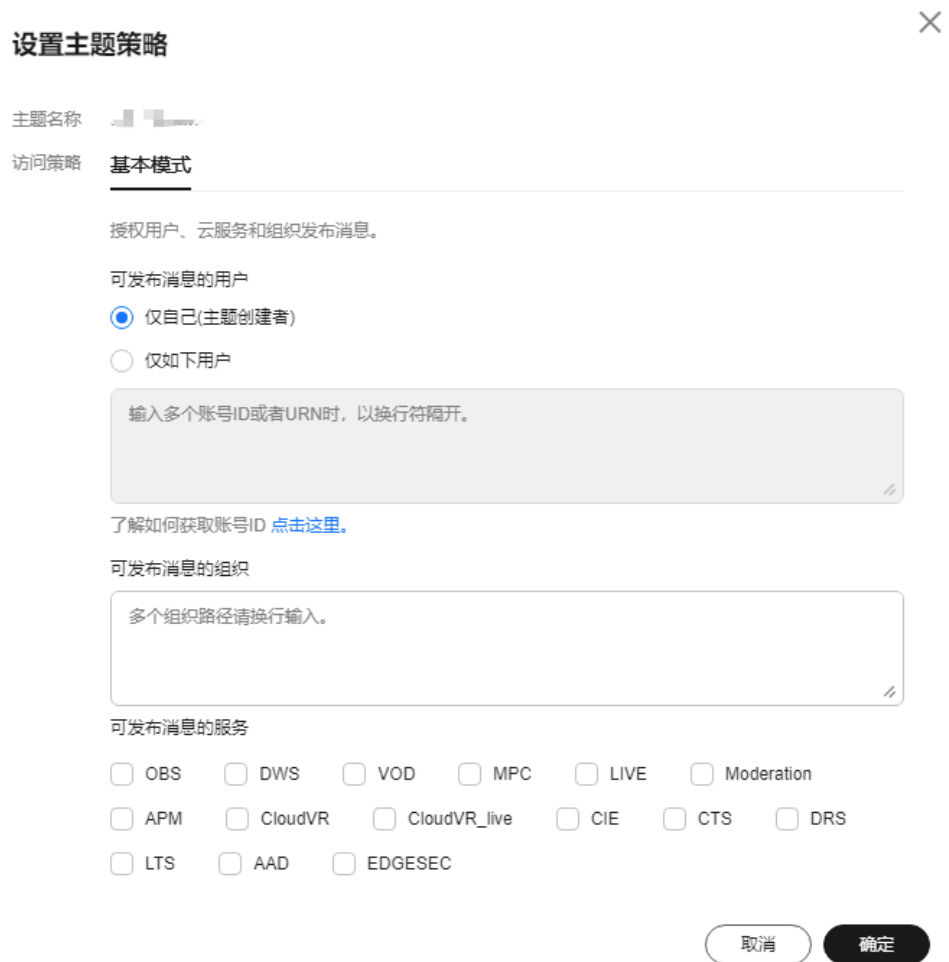 设置主题策略
主题名称
访问策略 基本模式
授权用户、云服务和组织发布消息。
可发布消息的用户
仅自己(主题创建者)
仅如下用户
输入多个账号ID或者URN时，以换行符隔开。
了解如何获取账号ID 点击这里。
可发布消息的组织
多个组织路径请换行输入。
可发布消息的服务
OBS DWS VOD MPC LIVE Moderation
APM CloudVR CloudVR_live CIE CTS DRS
LTS AAD EDGESEC
取消 确定